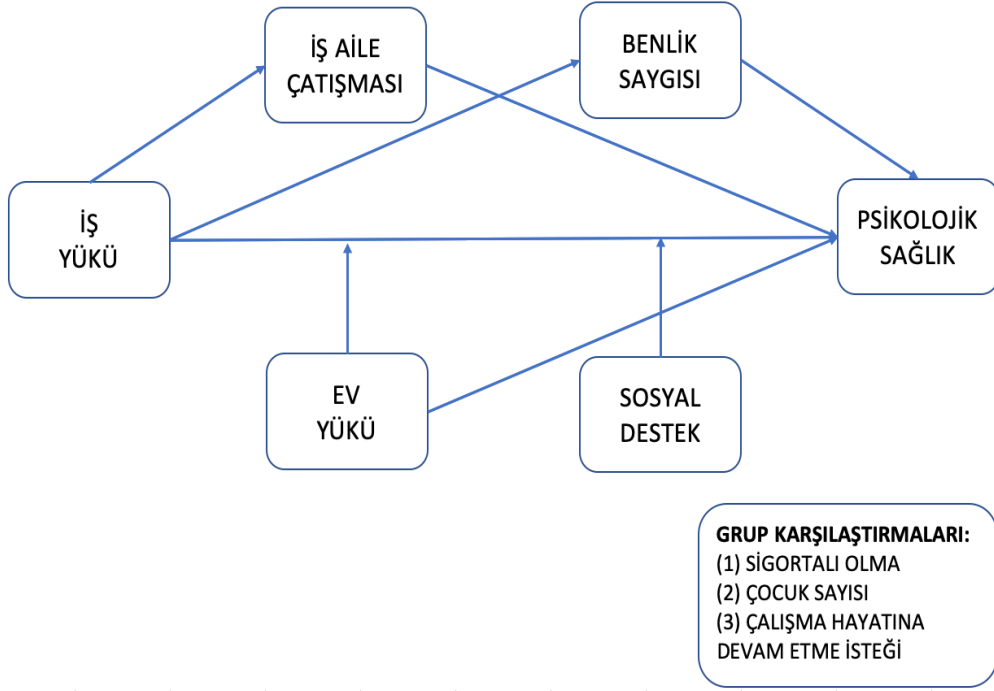 İŞ AİLE
ÇATIŞMASI
BENLİK
SAYGISI
İŞ
YÜKÜ
PSİKOLOJİK
SAĞLIK
EV
YÜKÜ
SOSYAL
DESTEK
GRUP KARŞILAŞTIRMALARI:
(1) SİGORTALI OLMA
(2) ÇOCUK SAYISI
(3) ÇALIŞMA HAYATINA
DEVAM ETME İSTEĞİ